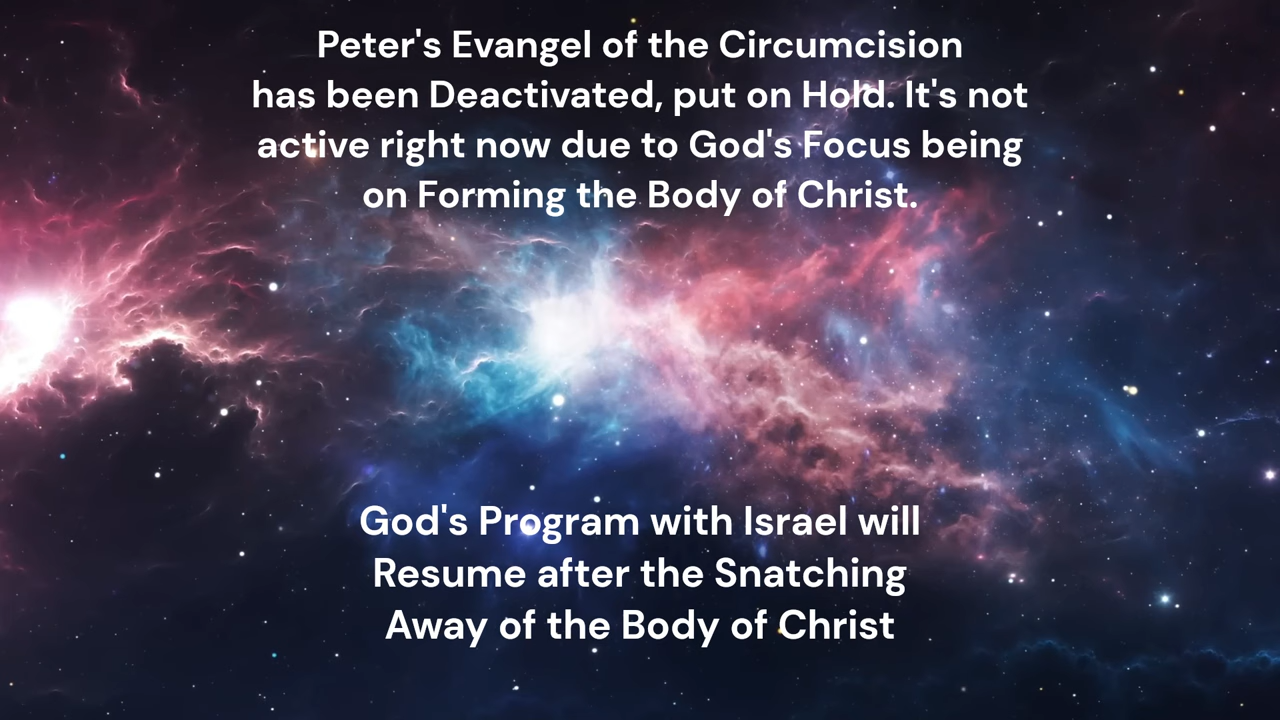 Peter's Evangel of the Circumcision
has been Deactivated, put on Hold. It's not
active right now due to God's Focus being
on Forming the Body of Christ.
God's Program with Israel will
Resume after the Snatching
Away of the Body of Christ